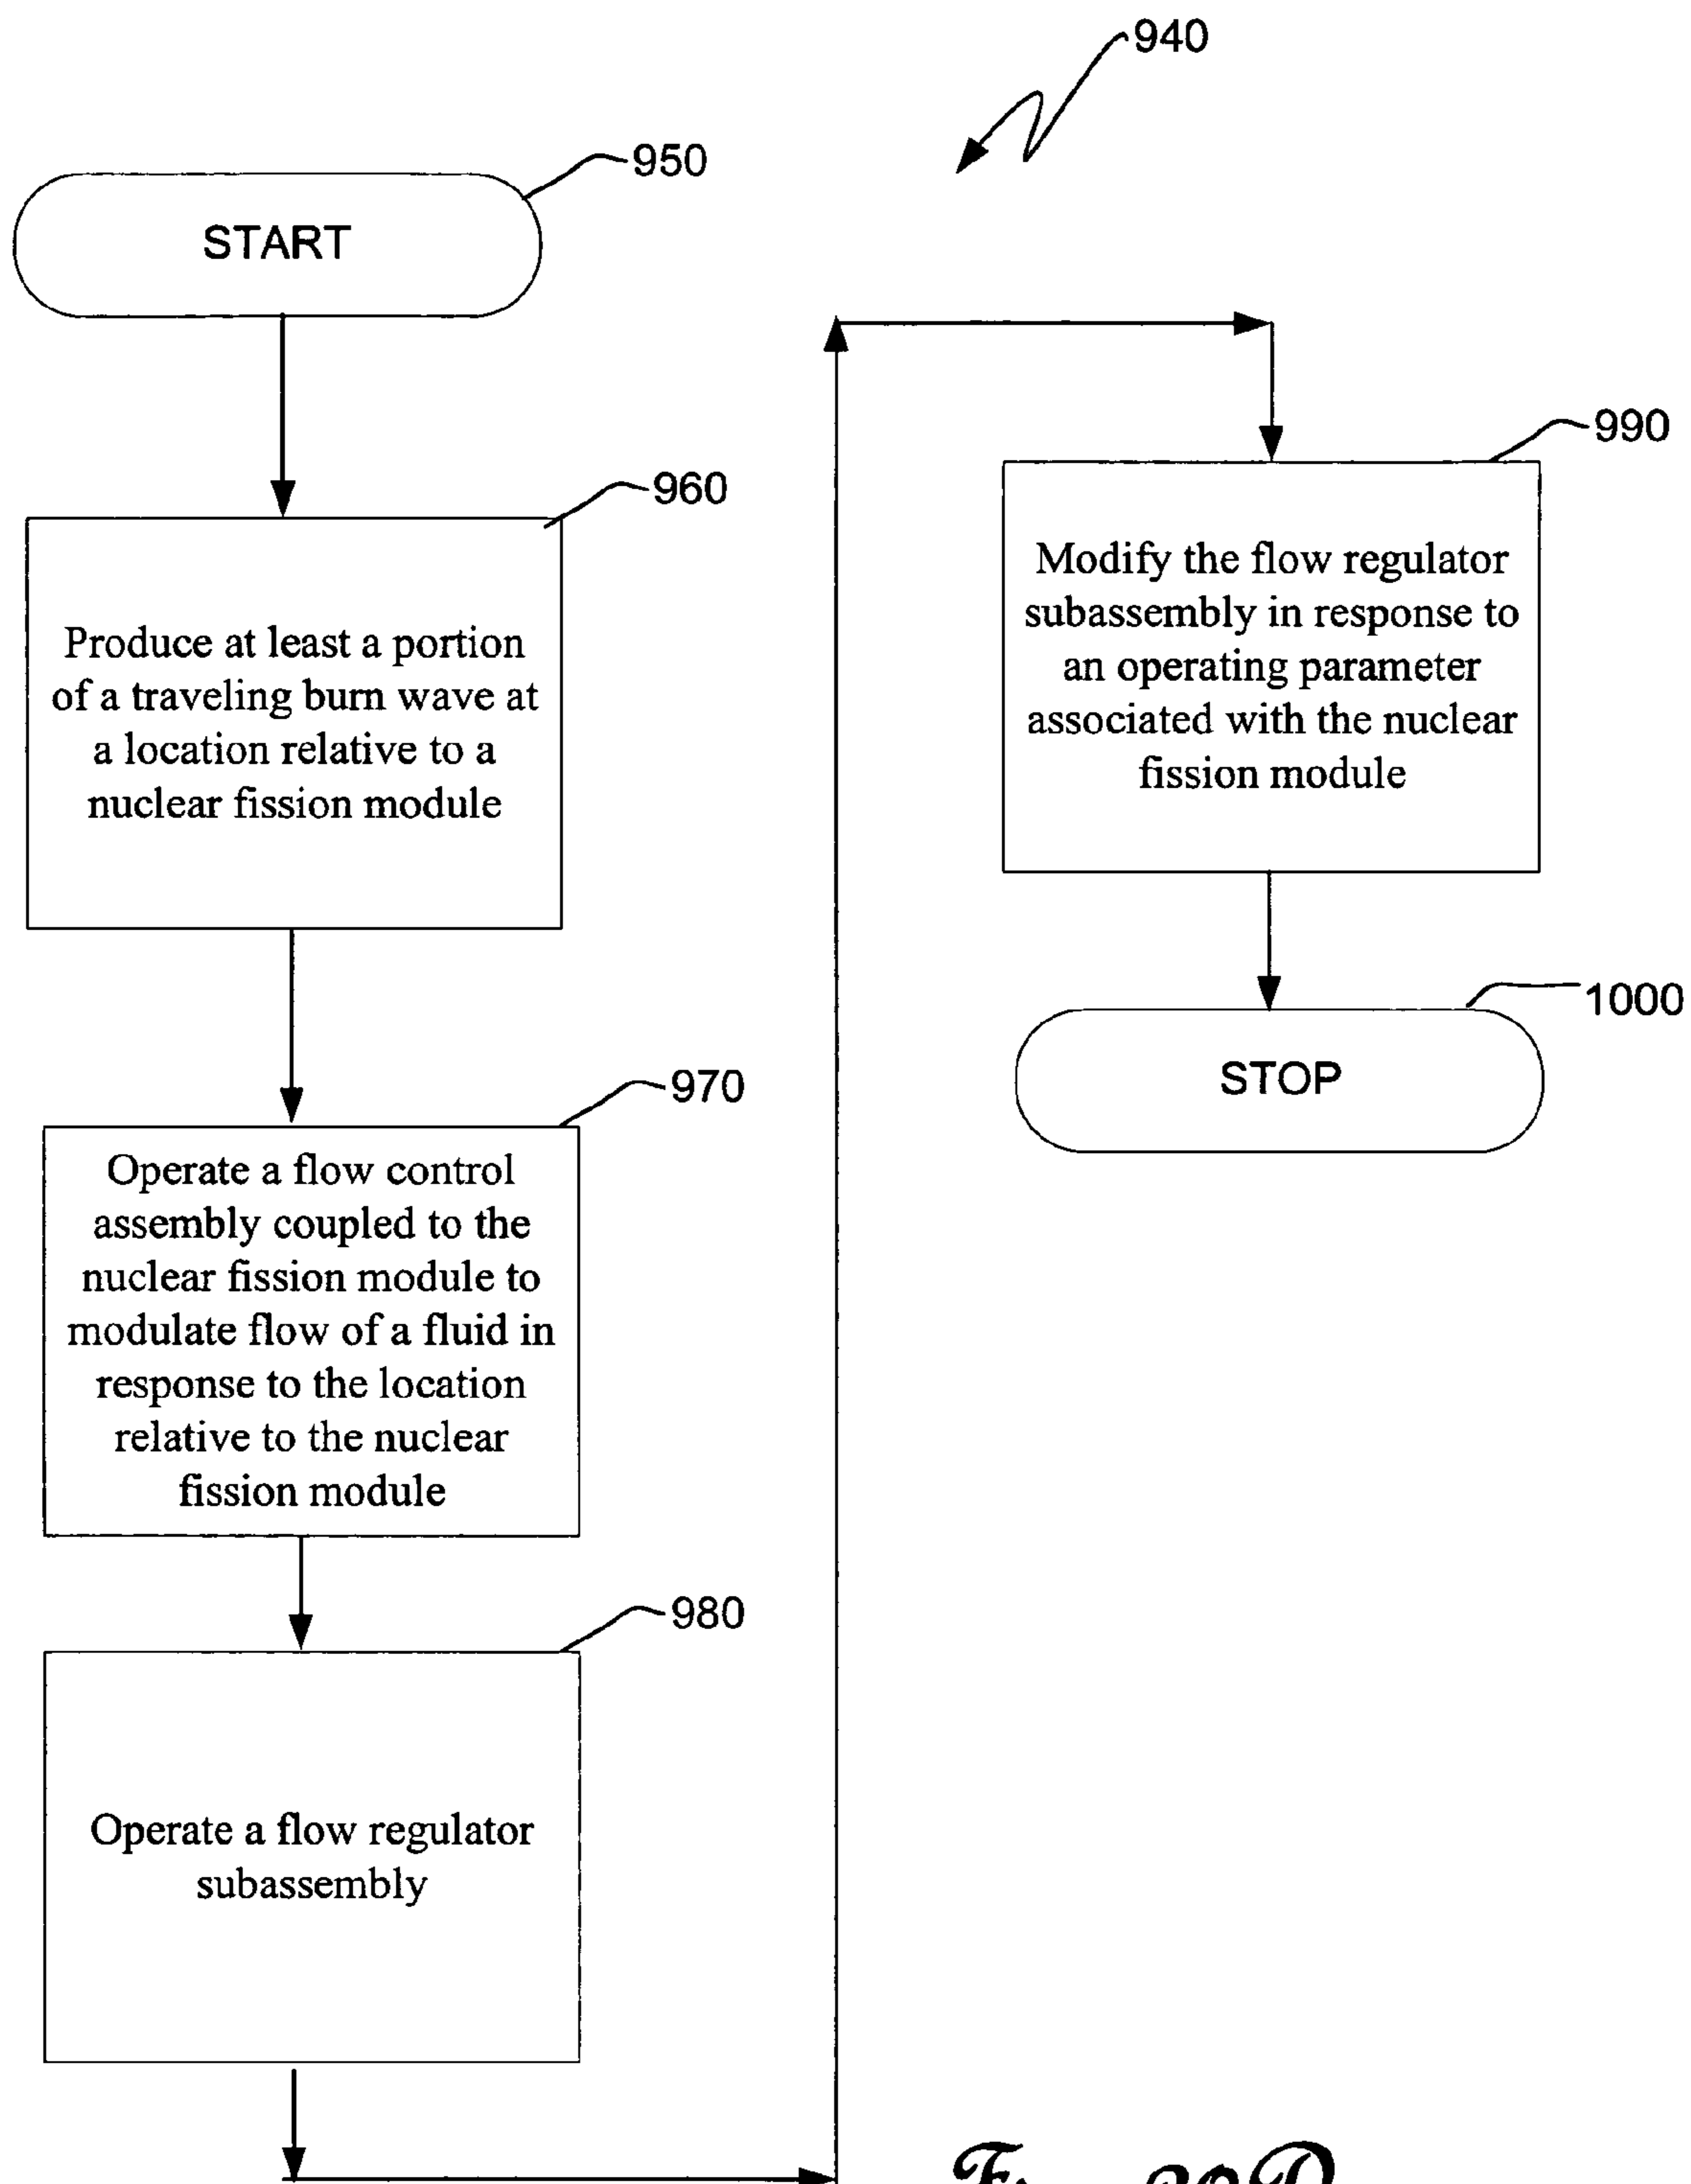 940
950
START
960
Produce at least a portion
of a traveling burn wave at
a location relative to a
nuclear fission module
970
Operate a flow control
assembly coupled to the
nuclear fission module to
modulate flow of a fluid in
response to the location
relative to the nuclear
fission module
980
Operate a flow regulator
subassembly
990
Modify the flow regulator
subassembly in response to
an operating parameter
associated with the nuclear
fission module
1000
STOP